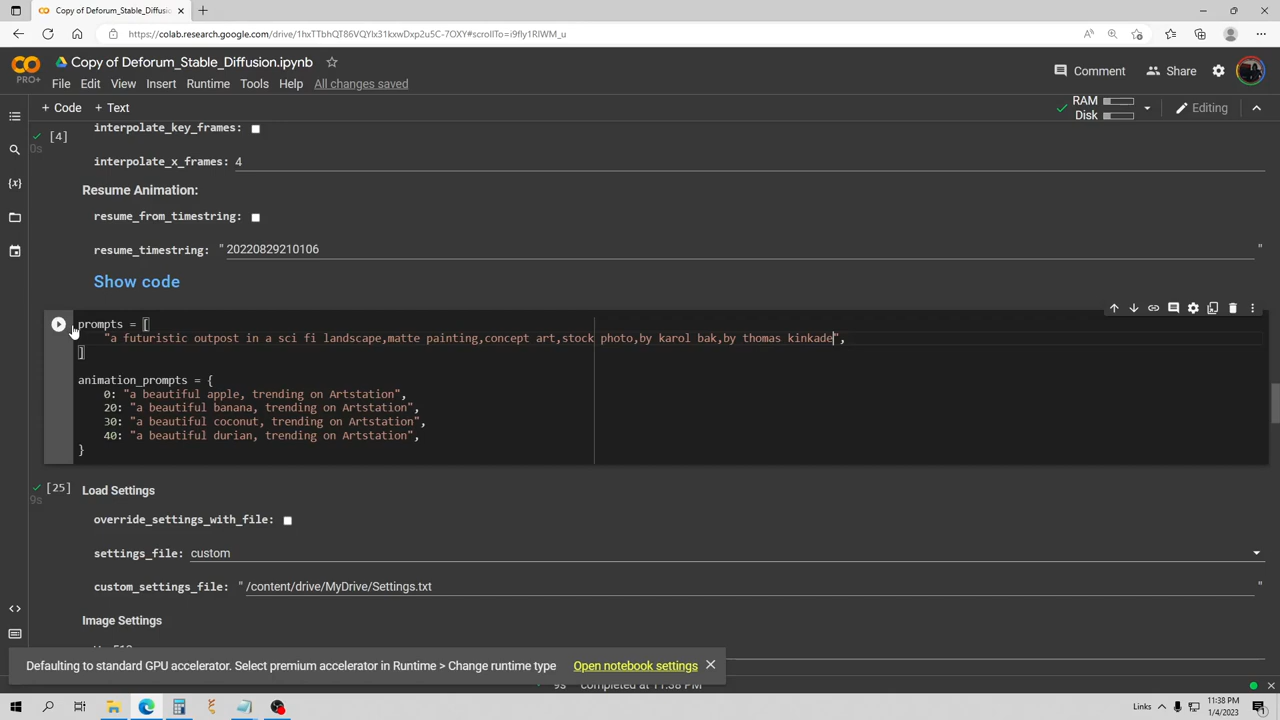 Copy of Deforum_Stable_Diffusion
https://colab.research.google.com/drive/1hxTTbhQT86VQYIx31kxwDxp2uSC-7OXY#scrollTo=i9fly1RIWM_u
Copy of Deforum_Stable_Diffusion.ipynb
PRO+
File Edit View Insert Runtime Tools Help All changes saved
Comment Share
+ Code + Text
RAM
Disk
Editing
[4]
0s
interpolate_key_frames:
interpolate_x_frames: 4
Resume Animation:
resume_from_timestring:
resume_timestring: " 20220829210106 "
Show code
prompts = [
"a futuristic outpost in a sci fi landscape,matte painting,concept art,stock photo,by karol bak,by thomas kinkade",
]
animation_prompts = {
0: "a beautiful apple, trending on Artstation",
20: "a beautiful banana, trending on Artstation",
30: "a beautiful coconut, trending on Artstation",
40: "a beautiful durian, trending on Artstation",
}
[25]
9s
Load Settings
override_settings_with_file:
settings_file: custom
custom_settings_file: " /content/drive/MyDrive/Settings.txt "
Image Settings
Defaulting to standard GPU accelerator. Select premium accelerator in Runtime > Change runtime type Open notebook settings
9s completed at 11:38 PM
Links
11:38 PM
1/4/2023